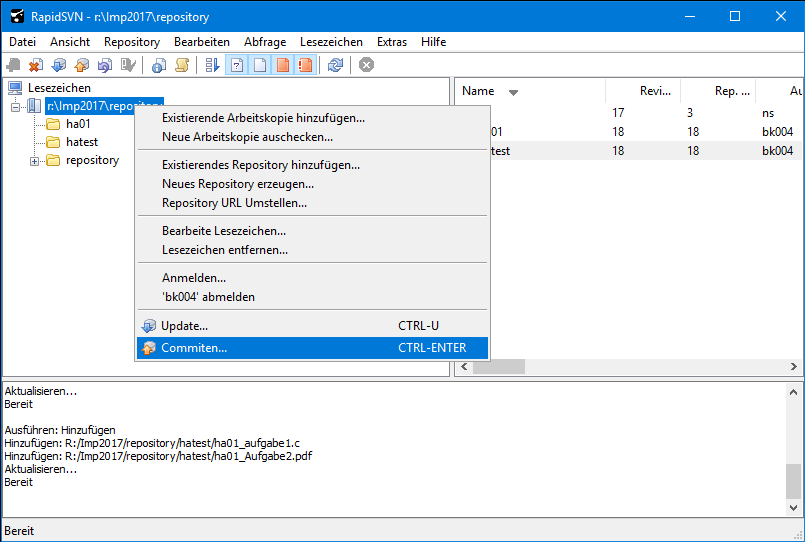 RapidSVN - r:\Imp2017\repository
Datei Ansicht Repository Bearbeiten Abfrage Lesezeichen Extras Hilfe
Lesezeichen
r:\Imp2017\repository
ha01
hatest
repository
Existierende Arbeitskopie hinzufügen...
Neue Arbeitskopie auschecken...
Existierendes Repository hinzufügen...
Neues Repository erzeugen...
Repository URL Umstellen...
Bearbeite Lesezeichen...
Lesezeichen entfernen...
Anmelden...
'bk004' abmelden
Update... CTRL-U
Commiten... CTRL-ENTER
Name Revi... Rep. ... Au
17 3 ns
01 18 18 bk004
test 18 18 bk004
Aktualisieren...
Bereit
Ausführen: Hinzufügen
Hinzufügen: R:/Imp2017/repository/hatest/ha01_aufgabe1.c
Hinzufügen: R:/Imp2017/repository/hatest/ha01_Aufgabe2.pdf
Aktualisieren...
Bereit
Bereit